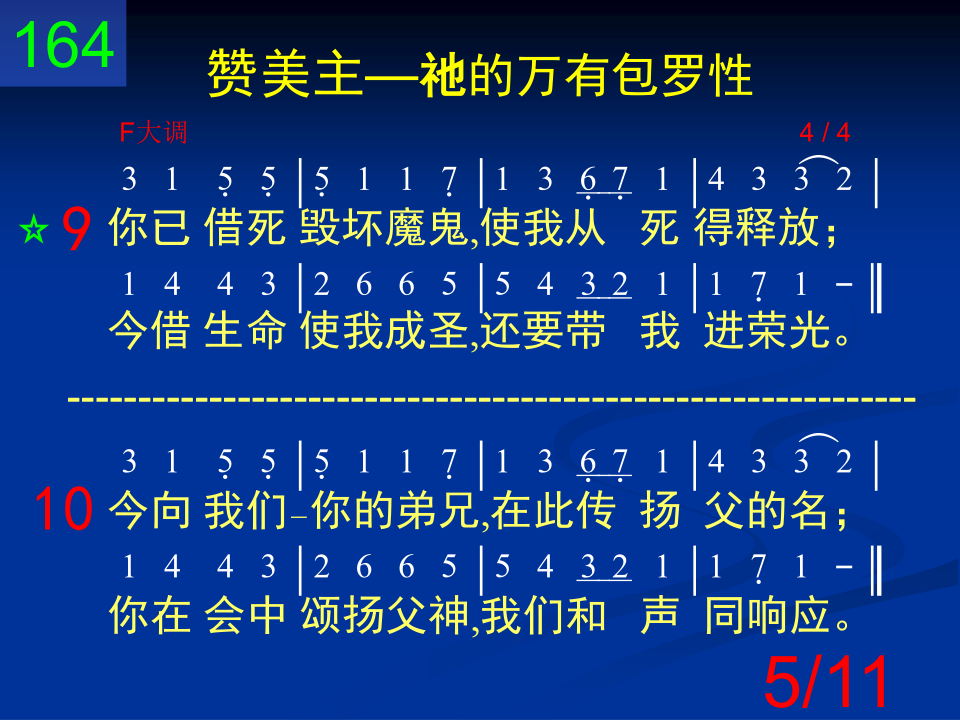 164
赞美主—祂的万有包罗性
F大调 4 / 4
3 1 5̣ 5̣ | 5̣ 1 1 7̣ | 1 3 6̣ 7̣ 1 | 4 3 3 2 |
☆ 9 你已 借死 毁坏魔鬼,使我从 死 得释放；
1 4 4 3 | 2 6 6 5 | 5 4 3 2 1 | 1 7̣ 1 - ‖
今借 生命 使我成圣,还要带 我 进荣光。
------------------------------------------------------------
3 1 5̣ 5̣ | 5̣ 1 1 7̣ | 1 3 6̣ 7̣ 1 | 4 3 3 2 |
10 今向 我们–你的弟兄,在此传 扬 父的名；
1 4 4 3 | 2 6 6 5 | 5 4 3 2 1 | 1 7̣ 1 - ‖
你在 会中 颂扬父神,我们和 声 同响应。
5/11